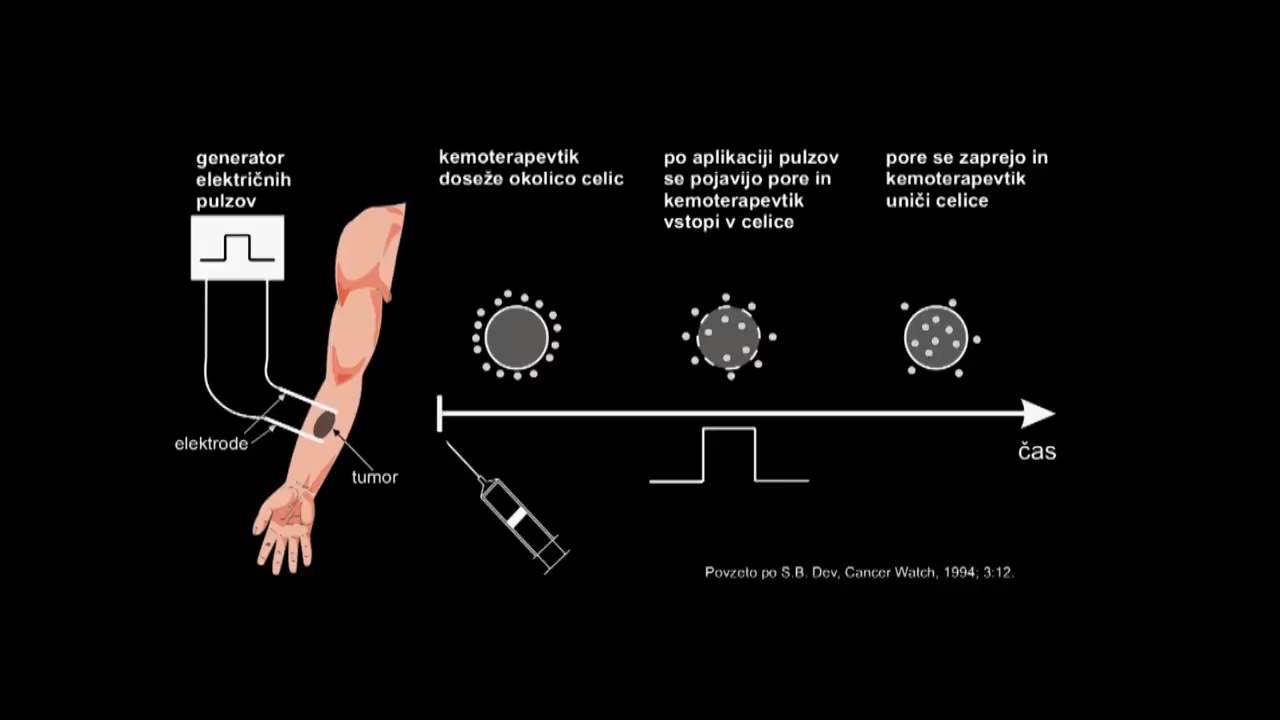 generator
električnih
pulzov
kemoterapevtik
doseže okolico celic
po aplikaciji pulzov
se pojavijo pore in
kemoterapevtik
vstopi v celice
pore se zaprejo in
kemoterapevtik
uniči celice
elektrode
tumor
čas
Povzeto po S.B. Dev, Cancer Watch, 1994; 3:12.